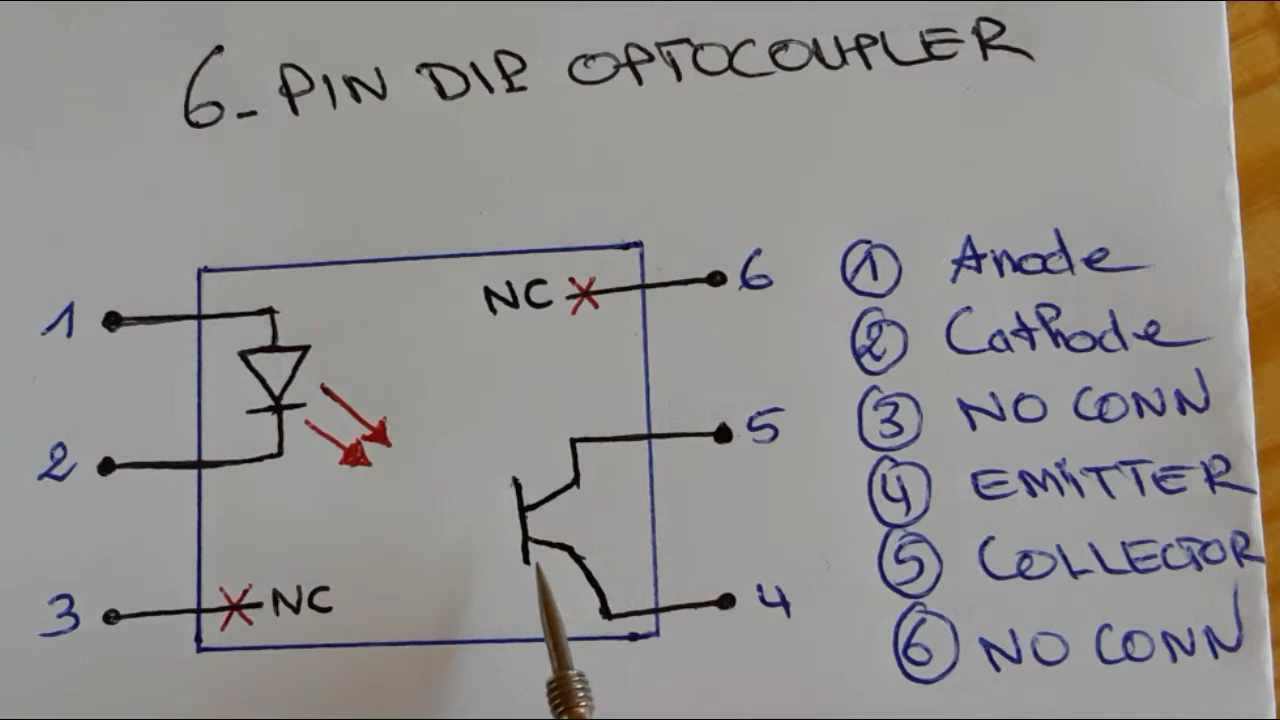 6-PIN DIP OPTOCOUPLER
1
2
3
NC
NC
6
5
4
1 Anode
2 Cathode
3 NO CONN
4 EMiTTER
5 COLLECTOR
6 NO CONN